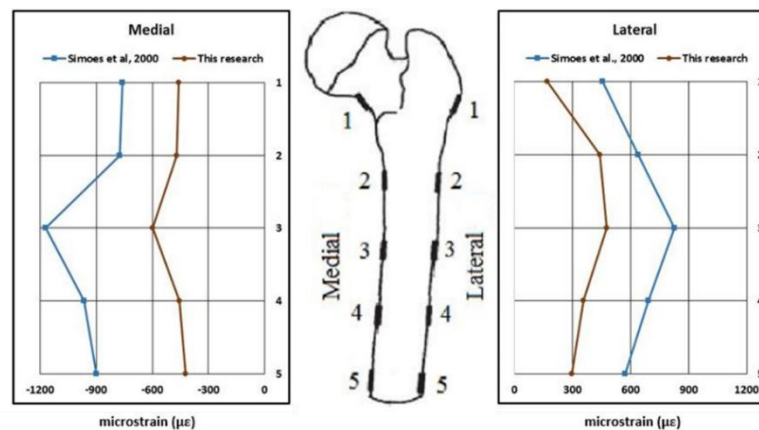 Medial
Simoes et al, 2000 This research
1
2
3
4
5
-1200 -900 -600 -300 0
microstrain (µε)
1 1
2 2
3 3
4 4
5 5
Medial
Lateral
Lateral
Simoes et al., 2000 This research
0 300 600 900 1200
microstrain (µε)